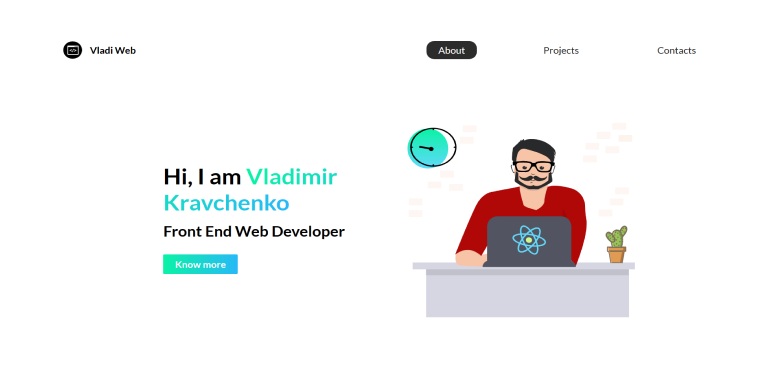 Vladi Web
About
Projects
Contacts
Hi, I am Vladimir
Kravchenko
Front End Web Developer
Know more